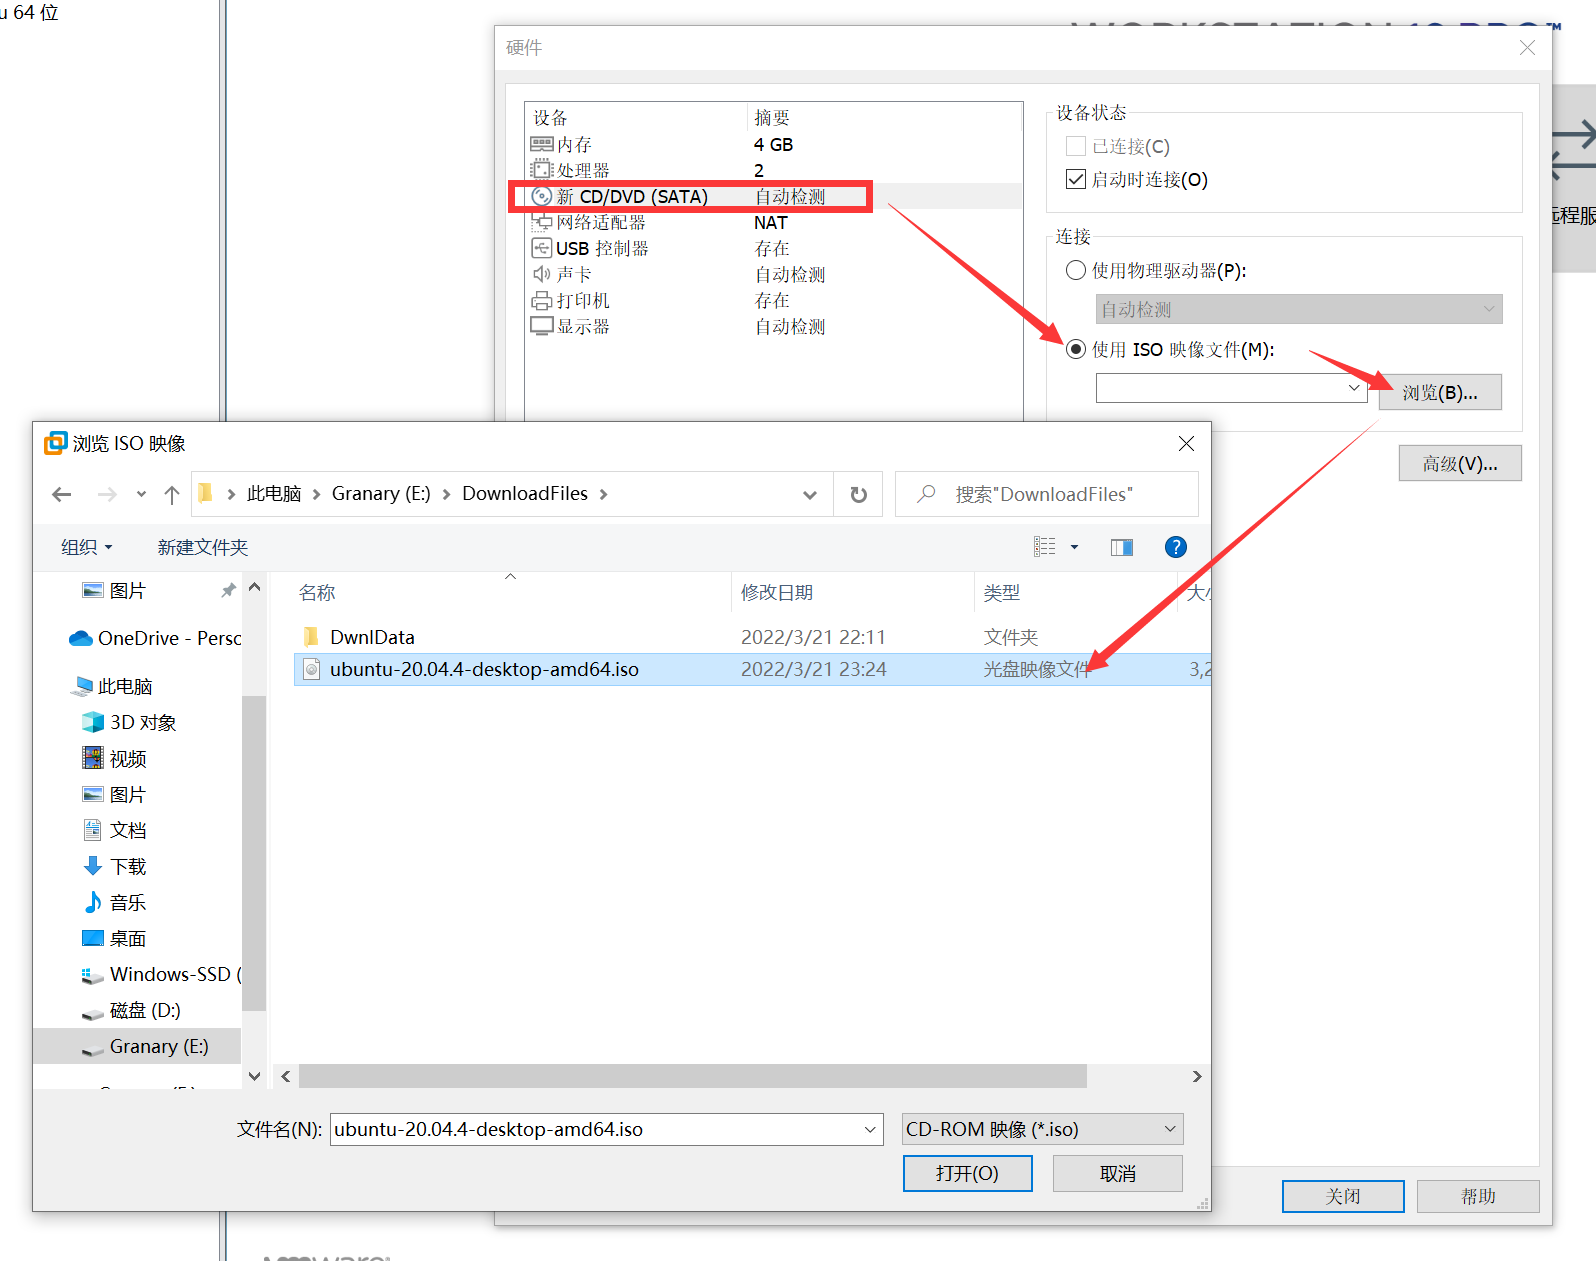 u 64 位
WORKSTATION 16 PRO™
硬件
设备 摘要
内存 4 GB
处理器 2
新 CD/DVD (SATA) 自动检测
网络适配器 NAT
USB 控制器 存在
声卡 自动检测
打印机 存在
显示器 自动检测
设备状态
已连接(C)
启动时连接(O)
连接
使用物理驱动器(P):
自动检测
使用 ISO 映像文件(M):
浏览(B)...
高级(V)...
远程服
浏览 ISO 映像
此电脑 Granary (E:) DownloadFiles
搜索"DownloadFiles"
组织 新建文件夹
名称 修改日期 类型 大小
DwnlData 2022/3/21 22:11 文件夹
ubuntu-20.04.4-desktop-amd64.iso 2022/3/21 23:24 光盘映像文件 3,2
图片
OneDrive - Perso
此电脑
3D 对象
视频
图片
文档
下载
音乐
桌面
Windows-SSD (
磁盘 (D:)
Granary (E:)
文件名(N): ubuntu-20.04.4-desktop-amd64.iso CD-ROM 映像 (*.iso)
打开(O) 取消
关闭 帮助
vmware